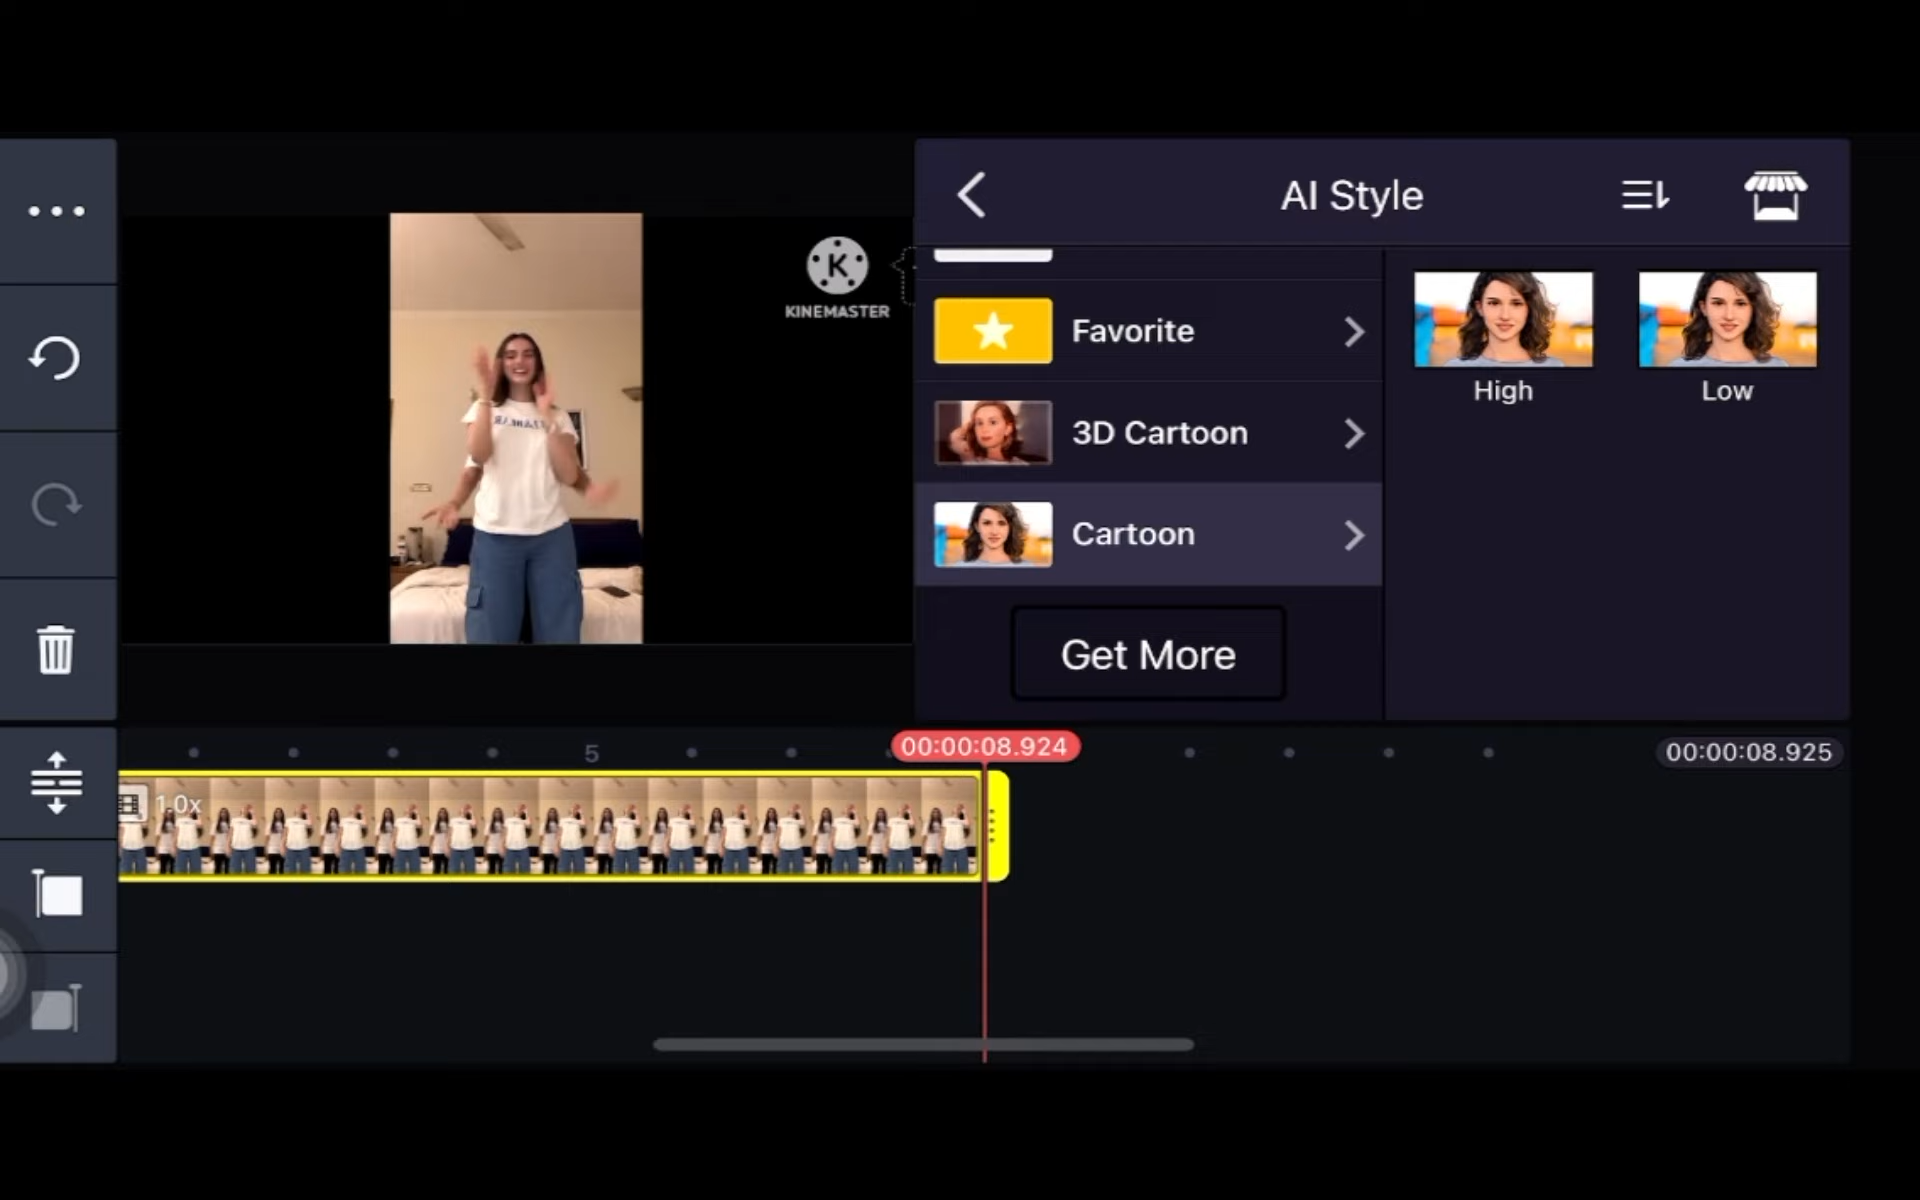 AI Style
K
KINEMASTER
Favorite
3D Cartoon
Cartoon
Get More
High
Low
5
00:00:08.924
00:00:08.925
1.0x